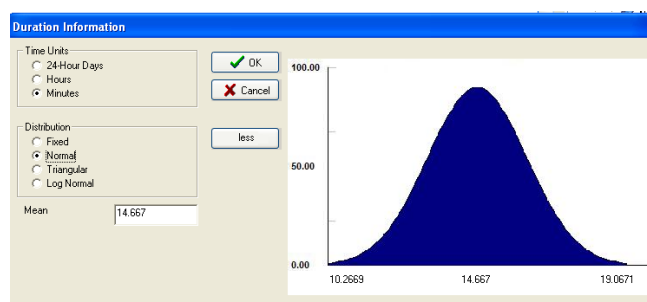 Duration Information
Time Units
24-Hour Days
Hours
Minutes
OK
Cancel
Distribution
Fixed
Normal
Triangular
Log Normal
less
Mean
14.667
100.00
50.00
0.00
10.2669
14.667
19.0671